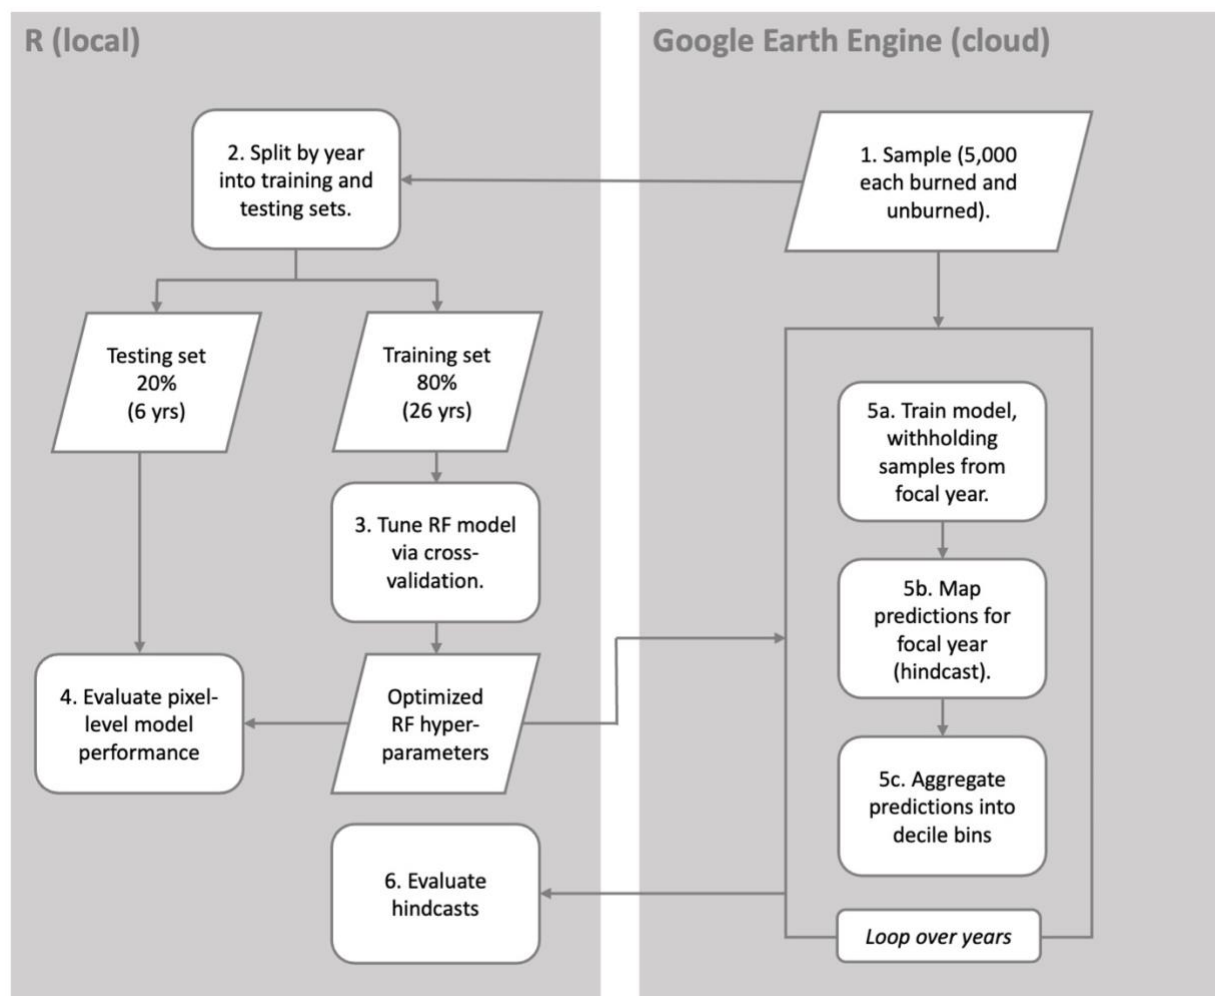 R (local)
2. Split by year
into training and
testing sets.
Testing set
20%
(6 yrs)
Training set
80%
(26 yrs)
3. Tune RF model
via cross-
validation.
4. Evaluate pixel-
level model
performance
Optimized
RF hyper-
parameters
6. Evaluate
hindcasts
Google Earth Engine (cloud)
1. Sample (5,000
each burned and
unburned).
5a. Train model,
withholding
samples from
focal year.
5b. Map
predictions for
focal year
(hindcast).
5c. Aggregate
predictions into
decile bins
Loop over years